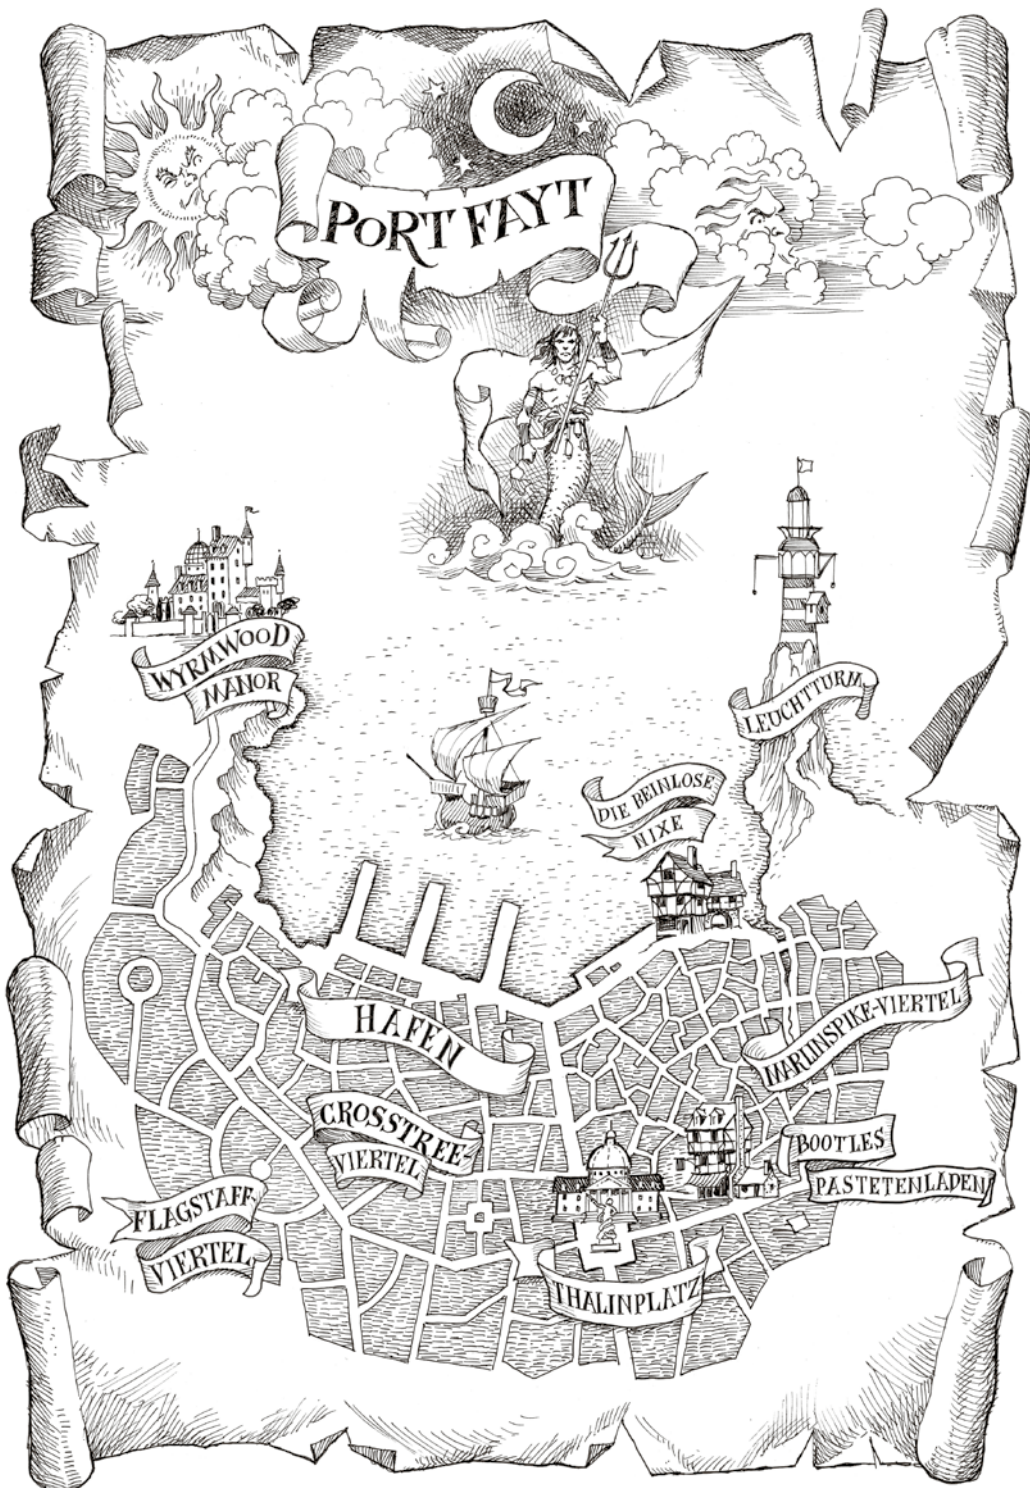 PORT FAYT
WYRMWOOD
MANOR
LEUCHTTURM
DIE BEINLOSE
NIXE
HAFEN
MARLINSPIKE-VIERTEL
CROSSTREE-
VIERTEL
BOOTLES
PASTETENLADEN
FLAGSTAFF-
VIERTEL
THALINPLATZ